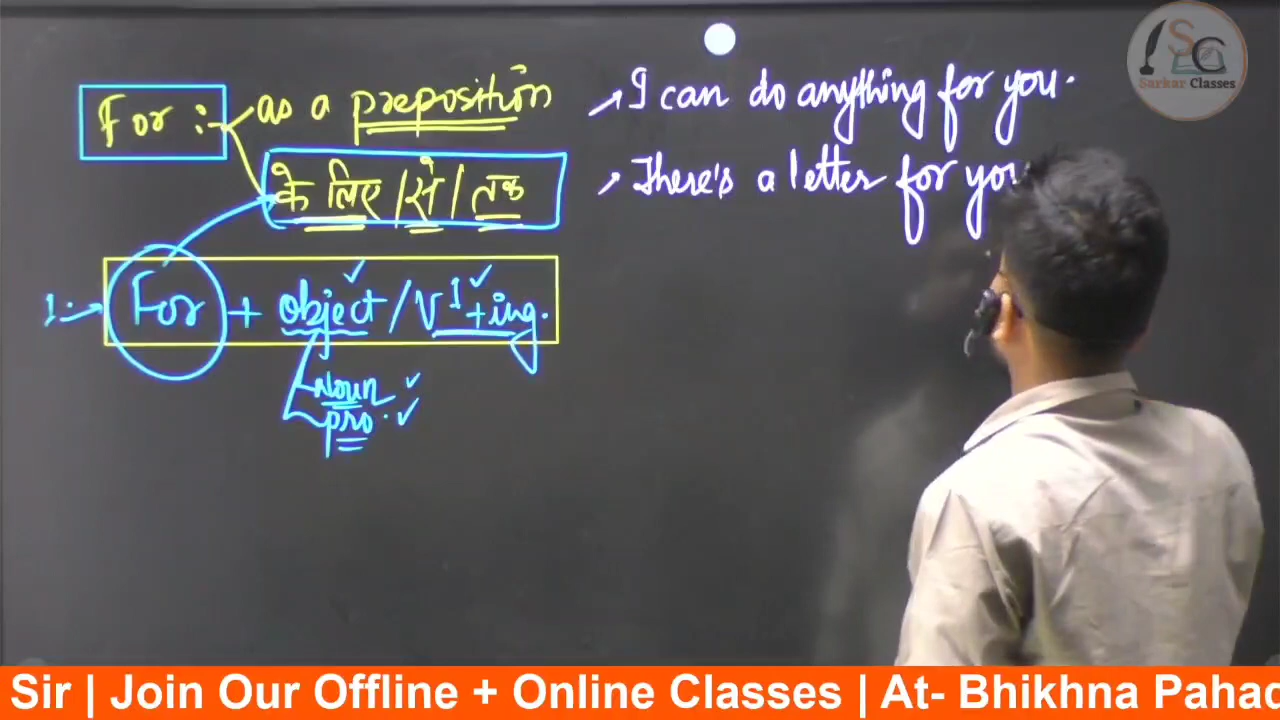 For :- as a preposition
के लिए / से / तक
1. → For + object / V1+ing.
Noun ✓
pro. ✓
→ I can do anything for you.
→ There's a letter for you
SC
Sarkar Classes
Sir | Join Our Offline + Online Classes | At- Bhikhna Pahad